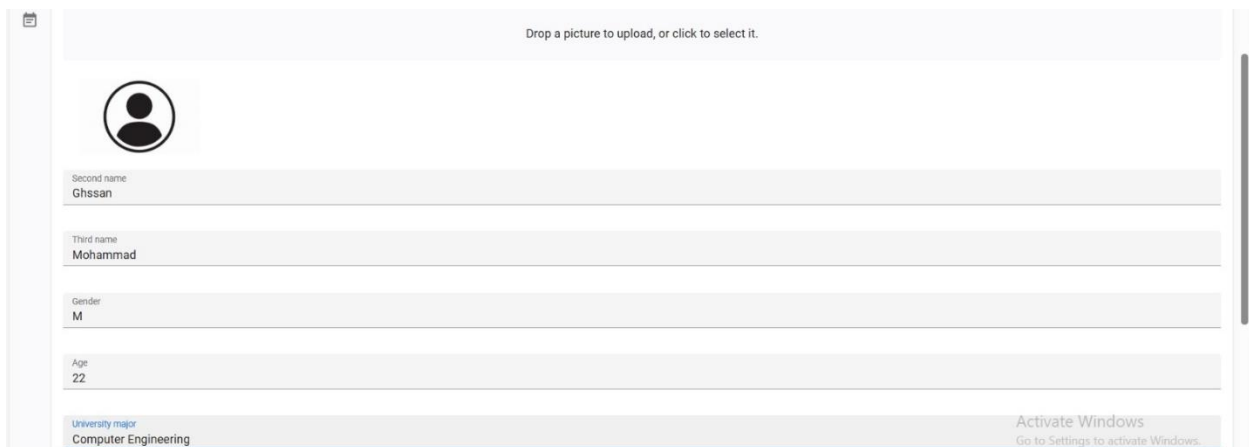 Drop a picture to upload, or click to select it.
Second name
Ghssan
Third name
Mohammad
Gender
M
Age
22
University major
Computer Engineering
Activate Windows
Go to Settings to activate Windows.